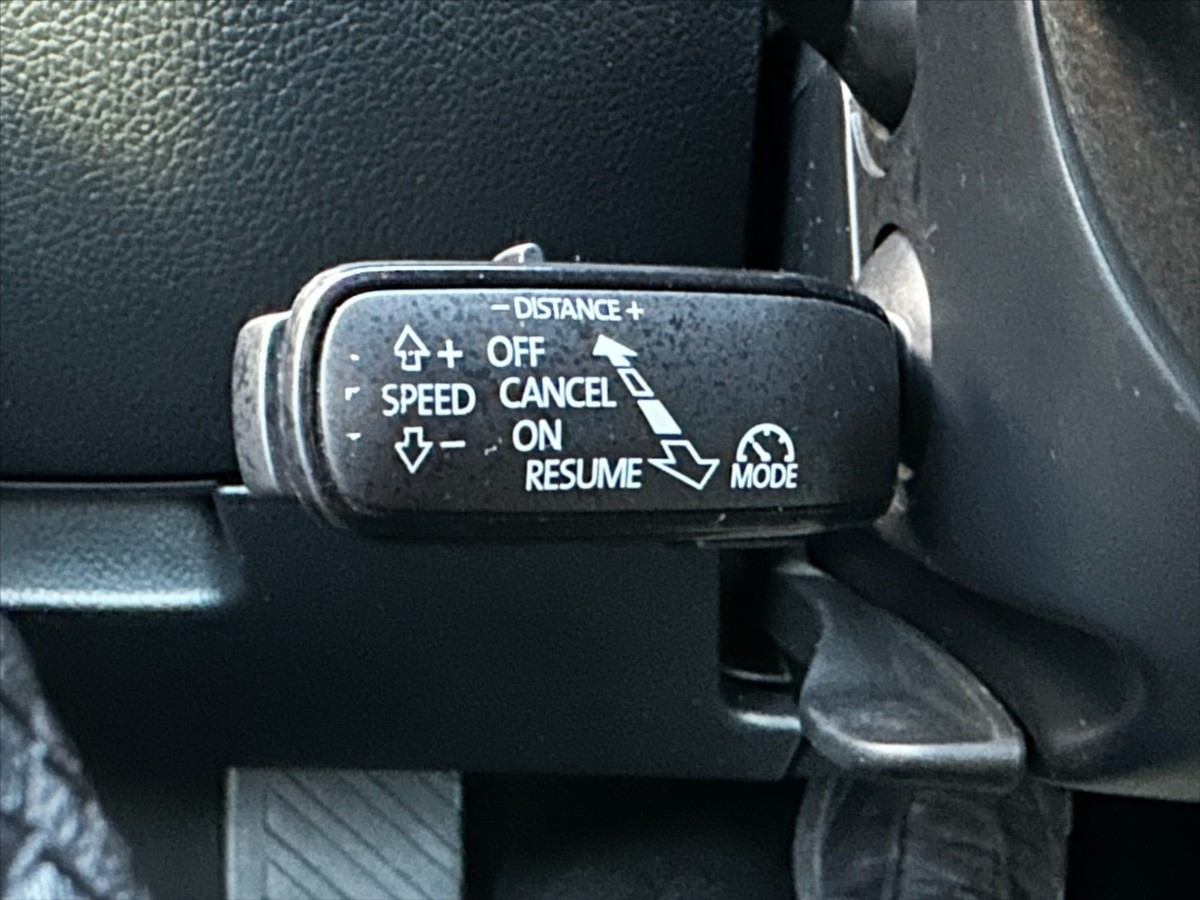 – DISTANCE +
+ OFF
SPEED CANCEL
– ON
RESUME
MODE